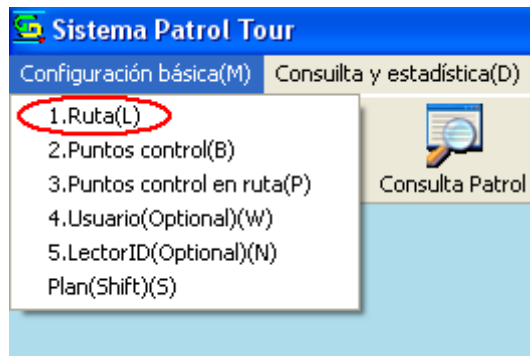 Sistema Patrol Tour
Configuración básica(M) Consuilta y estadística(D)
1.Ruta(L)
2.Puntos control(B)
3.Puntos control en ruta(P)
4.Usuario(Optional)(W)
5.LectorID(Optional)(N)
Plan(Shift)(S)
Consulta Patrol